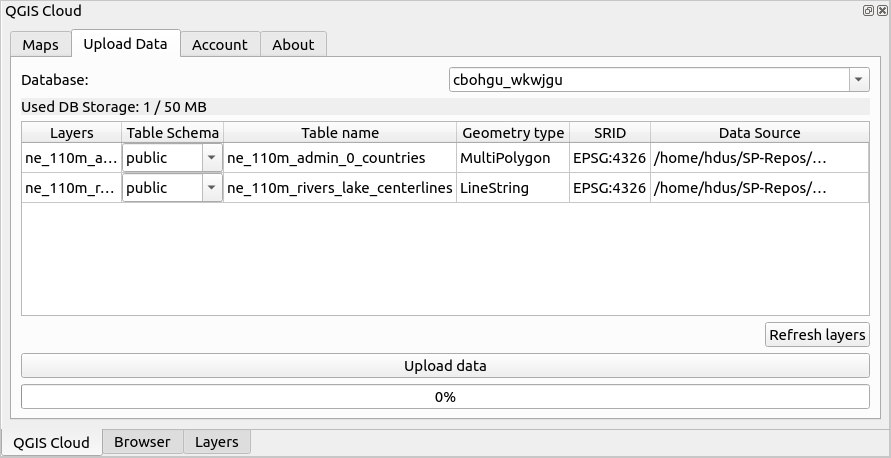 QGIS Cloud
Maps Upload Data Account About
Database: cbohgu_wkwjgu
Used DB Storage: 1 / 50 MB
Layers Table Schema Table name Geometry type SRID Data Source
ne_110m_a... public ne_110m_admin_0_countries MultiPolygon EPSG:4326 /home/hdus/SP-Repos/...
ne_110m_r... public ne_110m_rivers_lake_centerlines LineString EPSG:4326 /home/hdus/SP-Repos/...
Refresh layers
Upload data
0%
QGIS Cloud Browser Layers